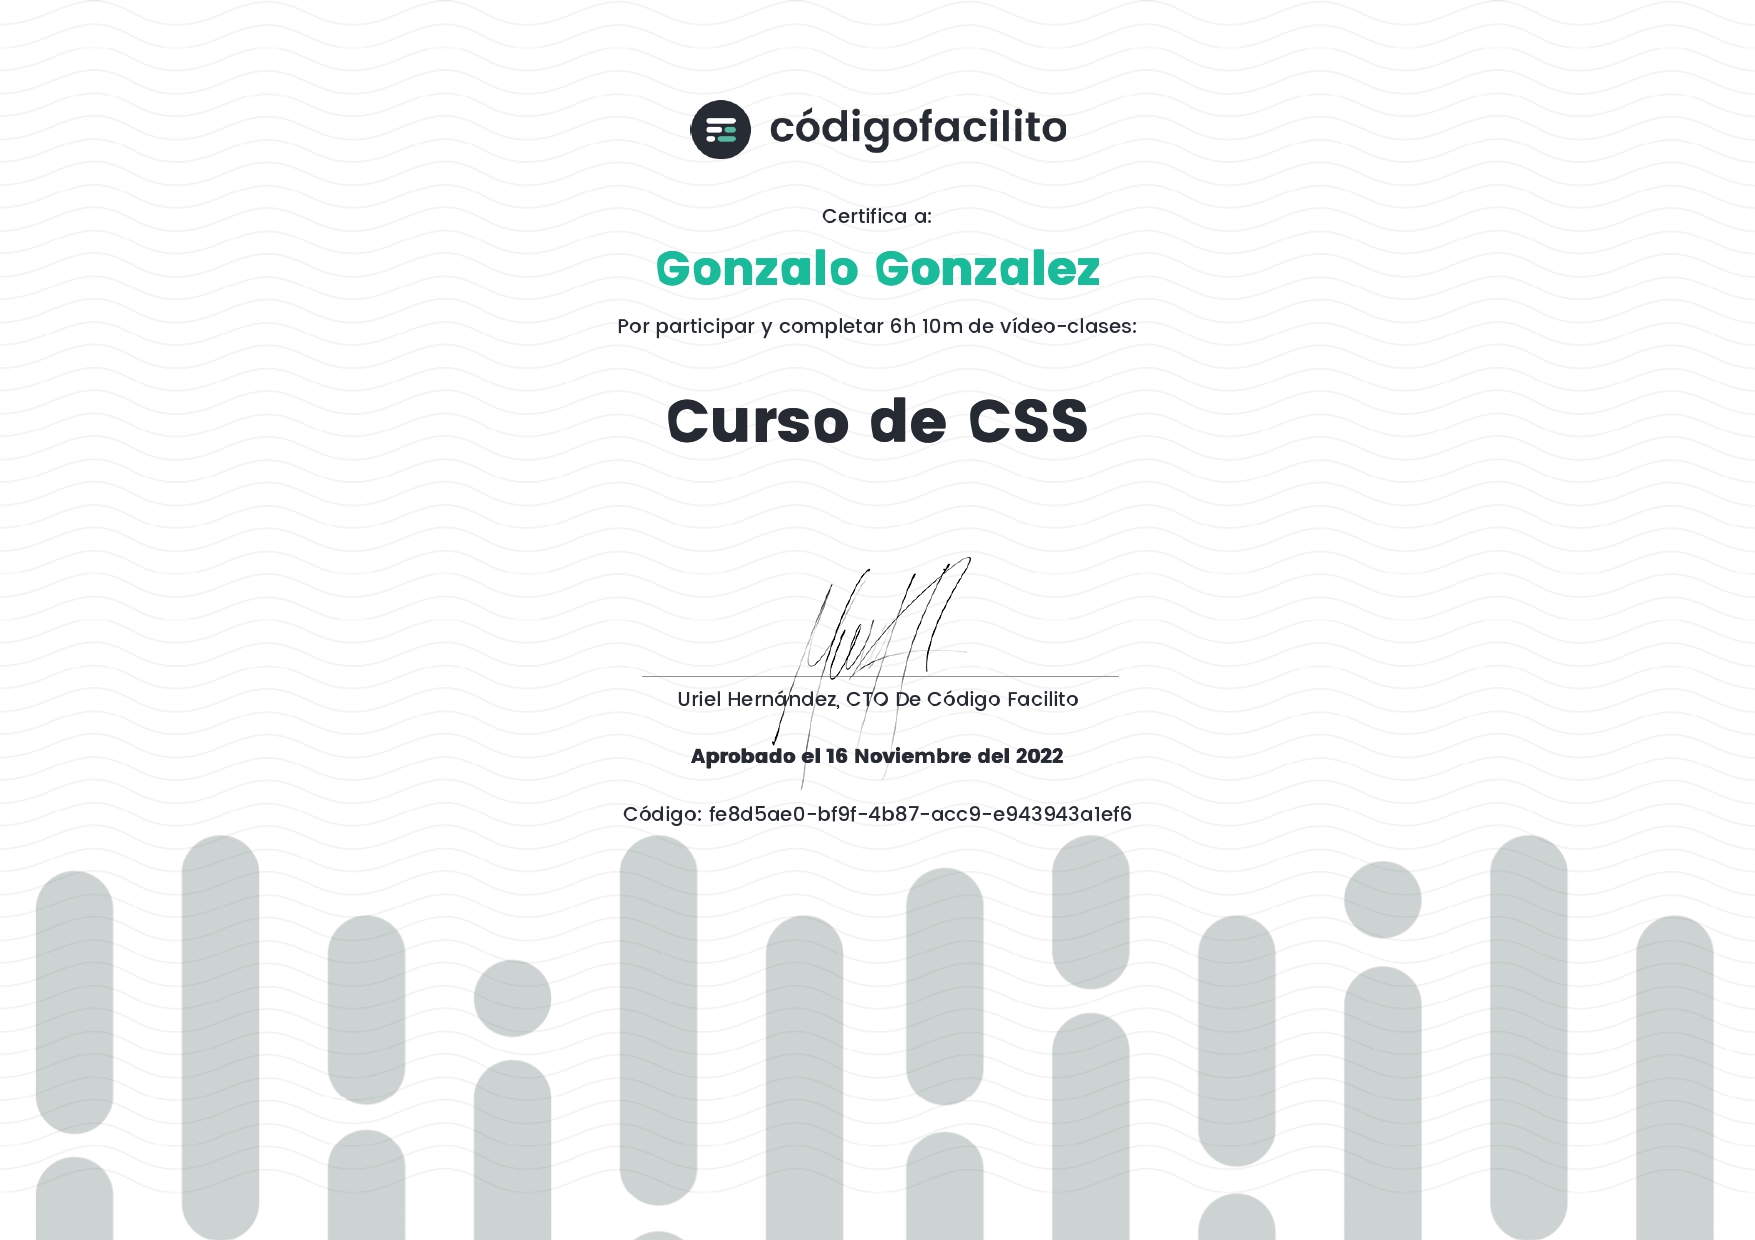 códigofacilito
Certifica a:
Gonzalo Gonzalez
Por participar y completar 6h 10m de vídeo-clases:
Curso de CSS
Uriel Hernández, CTO De Código Facilito
Aprobado el 16 Noviembre del 2022
Código: fe8d5ae0-bf9f-4b87-acc9-e943943a1ef6